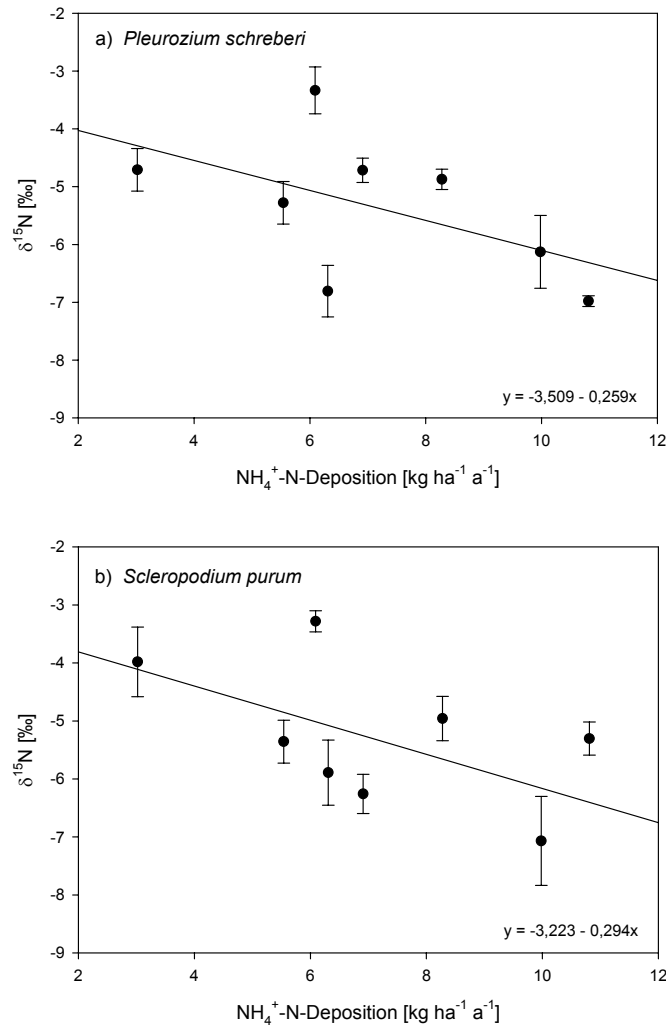 -2
a) Pleurozium schreberi
-3
-4
-5
-6
-7
-8
-9
δ¹⁵N [‰]
y = -3,509 - 0,259x
2 4 6 8 10 12
NH₄⁺-N-Deposition [kg ha⁻¹ a⁻¹]
-2
b) Scleropodium purum
-3
-4
-5
-6
-7
-8
-9
δ¹⁵N [‰]
y = -3,223 - 0,294x
2 4 6 8 10 12
NH₄⁺-N-Deposition [kg ha⁻¹ a⁻¹]